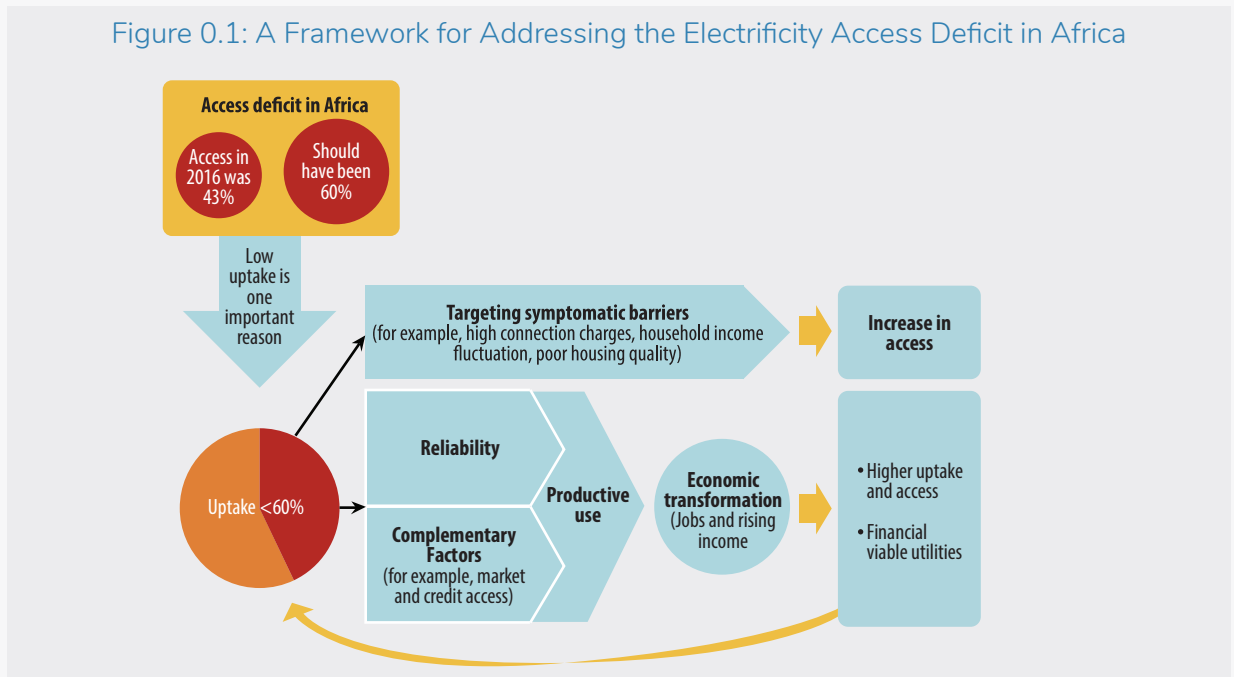 Figure 0.1: A Framework for Addressing the Electrificity Access Deficit in Africa
Access deficit in Africa
Access in
2016 was
43%
Should
have been
60%
Low
uptake is
one
important
reason
Targeting symptomatic barriers
(for example, high connection charges, household income
fluctuation, poor housing quality)
Increase in
access
Uptake <60%
Reliability
Complementary
Factors
(for example, market
and credit access)
Productive
use
Economic
transformation
(Jobs and rising
income
• Higher uptake
and access
• Financial
viable utilities